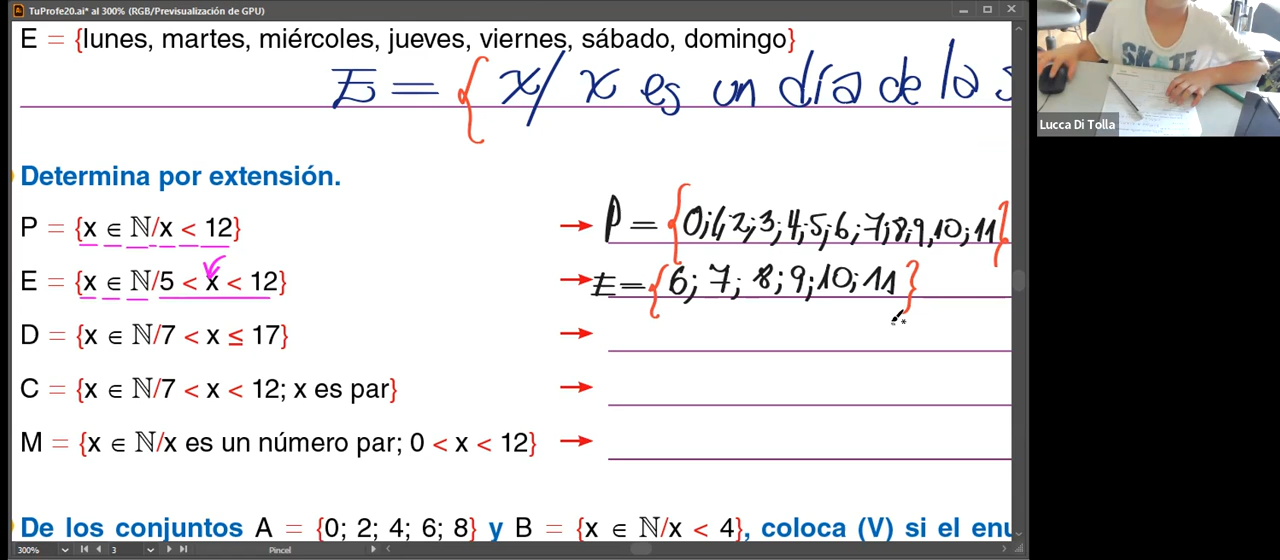 TuProfe20.ai* al 300% (RGB/Previsualización de GPU)
E = {lunes, martes, miércoles, jueves, viernes, sábado, domingo}
E = { x/ x es un día de la s
SKATE
Lucca Di Tolla
Determina por extensión.
P = {x ∈ ℕ/x < 12} → P = {0;1,2;3;4;5;6;7;8;9,10;11}
E = {x ∈ ℕ/5 < x < 12} → E = {6; 7; 8; 9; 10; 11}
D = {x ∈ ℕ/7 < x ≤ 17} →
C = {x ∈ ℕ/7 < x < 12; x es par} →
M = {x ∈ ℕ/x es un número par; 0 < x < 12} →
De los conjuntos A = {0; 2; 4; 6; 8} y B = {x ∈ ℕ/x < 4}, coloca (V) si el enu
300% 3 Pincel